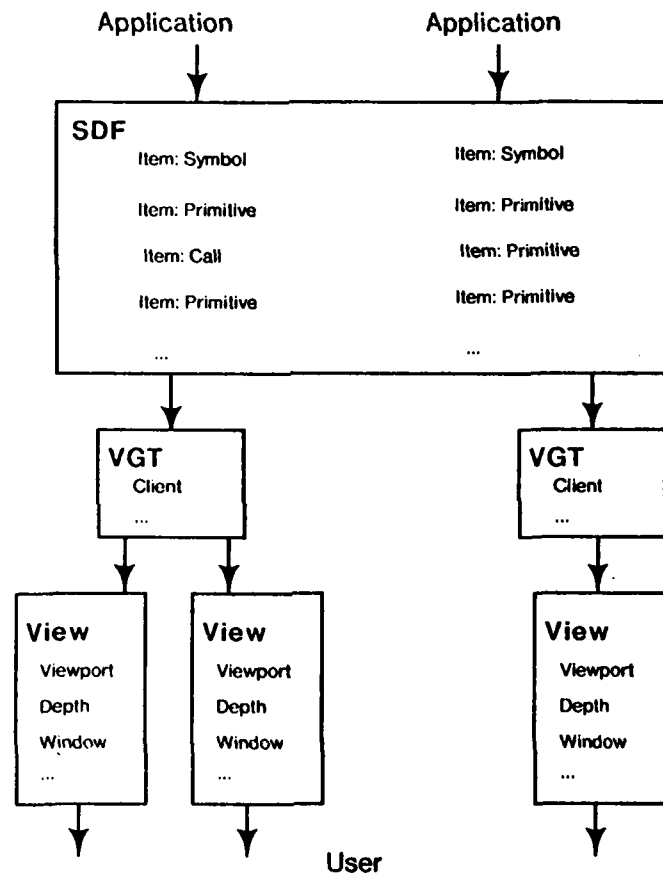 Application Application
SDF
Item: Symbol Item: Symbol
Item: Primitive Item: Primitive
Item: Call Item: Primitive
Item: Primitive Item: Primitive
... ...
VGT VGT
Client Client
... ...
View View View
Viewport Viewport Viewport
Depth Depth Depth
Window Window Window
... ... ...
User